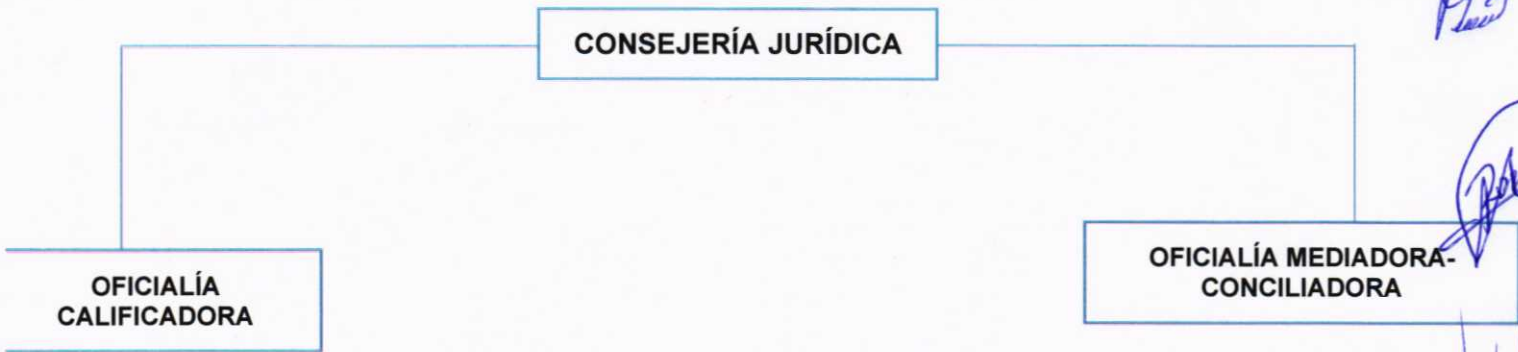 CONSEJERÍA JURÍDICA
OFICIALÍA
CALIFICADORA
OFICIALÍA MEDIADORA-
CONCILIADORA